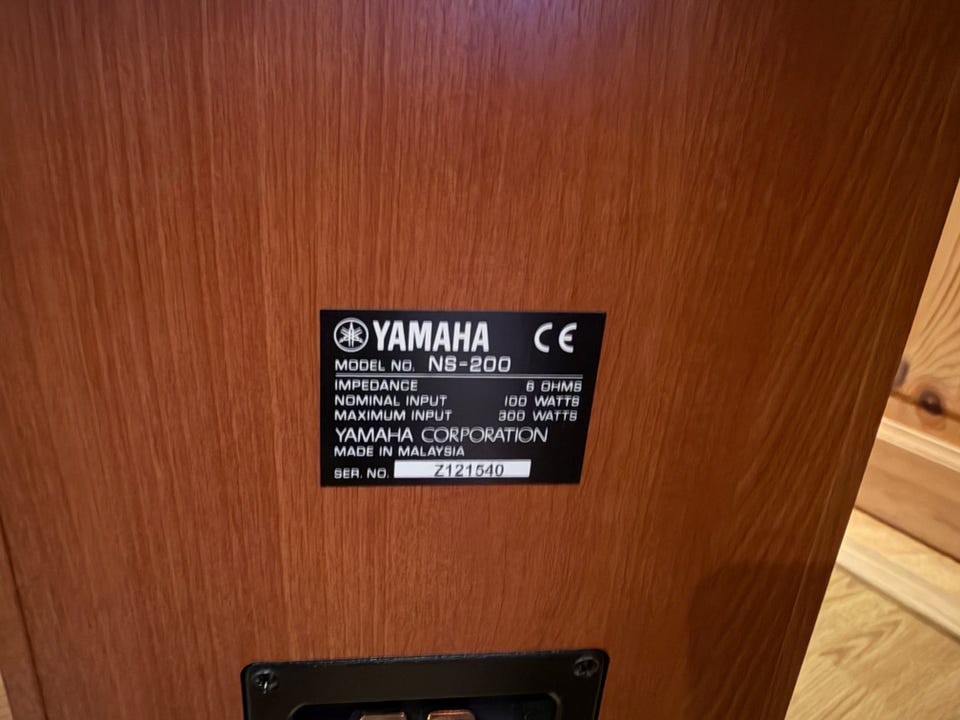 YAMAHA CE
MODEL NO. NS-200
IMPEDANCE 6 OHMS
NOMINAL INPUT 100 WATTS
MAXIMUM INPUT 300 WATTS
YAMAHA CORPORATION
MADE IN MALAYSIA
SER. NO. Z121540